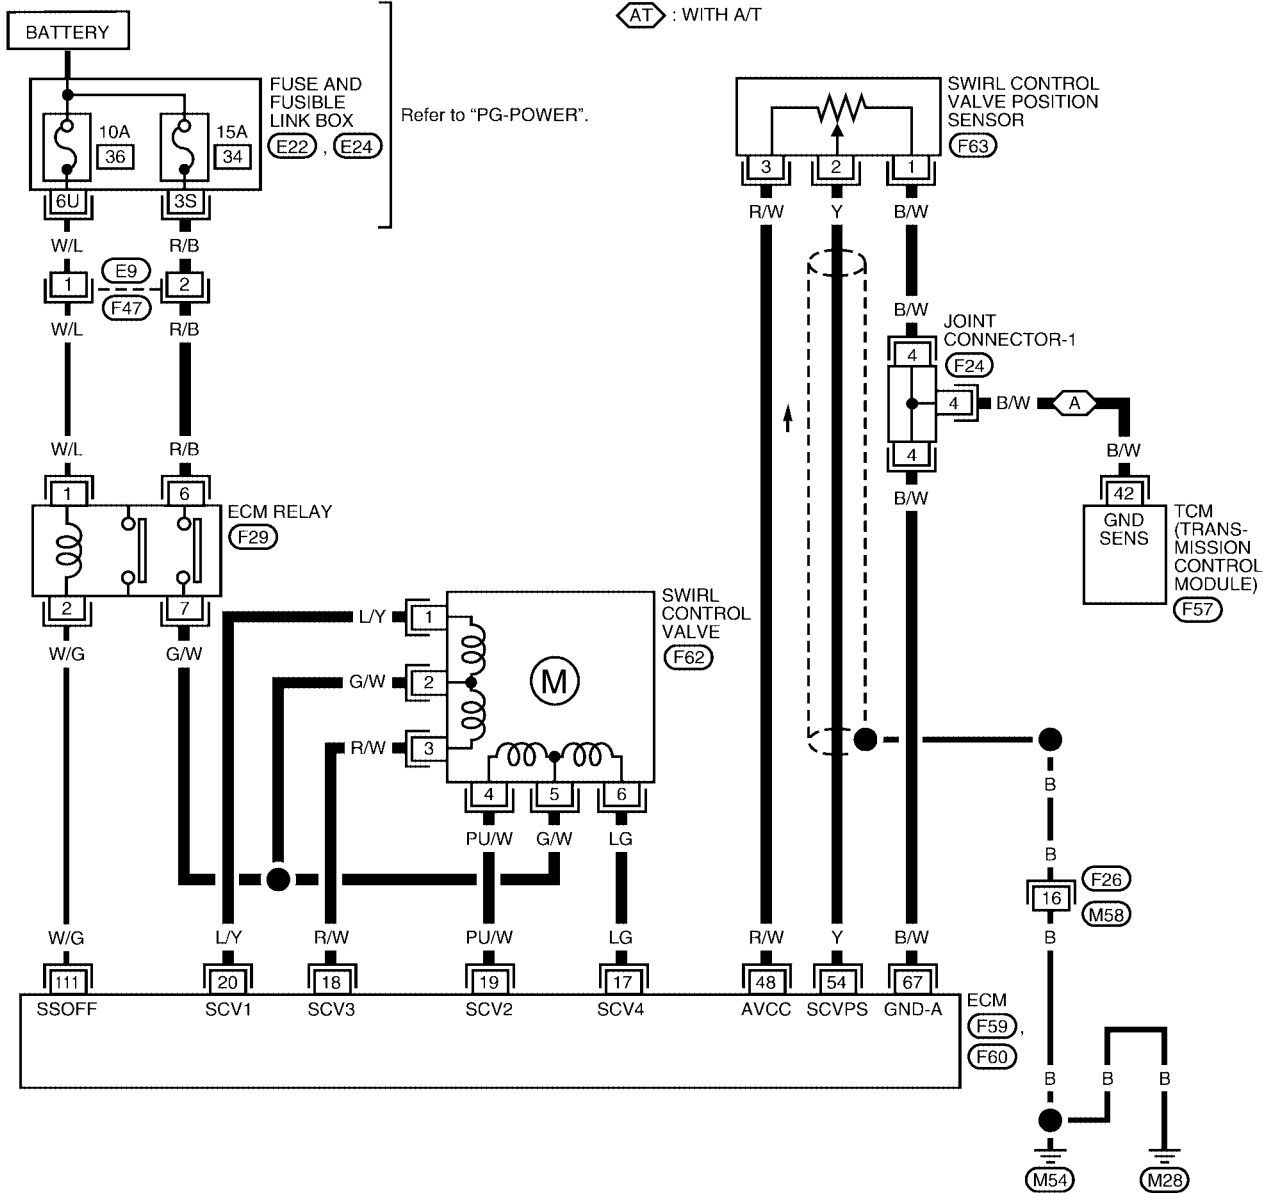 BATTERY
AT : WITH A/T
FUSE AND
FUSIBLE
LINK BOX
E22 , E24
10A
36
15A
34
Refer to “PG-POWER”.
SWIRL CONTROL
VALVE POSITION
SENSOR
F63
6U 3S
3 2 1
W/L R/B
R/W Y B/W
1 E9 2
F47
W/L R/B
B/W
JOINT
CONNECTOR-1
F24
4
4 B/W A
4
B/W
B/W
W/L R/B
1 6
ECM RELAY
F29
42
GND
SENS
TCM
(TRANS-
MISSION
CONTROL
MODULE)
F57
2 7
W/G G/W
L/Y 1
G/W 2
R/W 3
M
SWIRL
CONTROL
VALVE
F62
4 5 6
PU/W G/W LG
B
B
16
F26
M58
B
W/G L/Y R/W PU/W LG R/W Y B/W
111 20 18 19 17 48 54 67
SSOFF SCV1 SCV3 SCV2 SCV4 AVCC SCVPS GND-A
ECM
F59 ,
F60
B B B
M54 M28